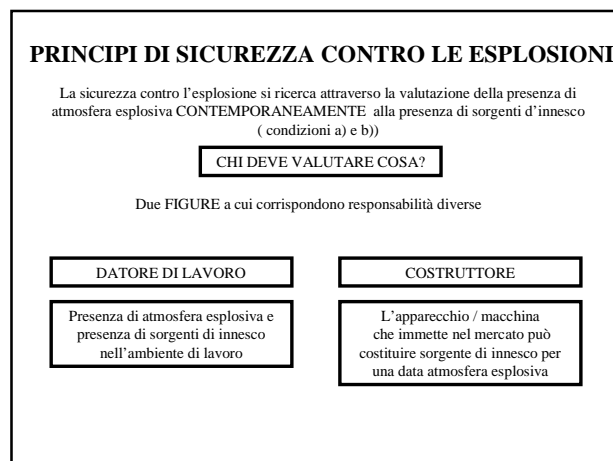 PRINCIPI DI SICUREZZA CONTRO LE ESPLOSIONI
La sicurezza contro l'esplosione si ricerca attraverso la valutazione della presenza di
atmosfera esplosiva CONTEMPORANEAMENTE alla presenza di sorgenti d'innesco
( condizioni a) e b))
CHI DEVE VALUTARE COSA?
Due FIGURE a cui corrispondono responsabilità diverse
DATORE DI LAVORO
Presenza di atmosfera esplosiva e
presenza di sorgenti di innesco
nell'ambiente di lavoro
COSTRUTTORE
L'apparecchio / macchina
che immette nel mercato può
costituire sorgente di innesco per
una data atmosfera esplosiva